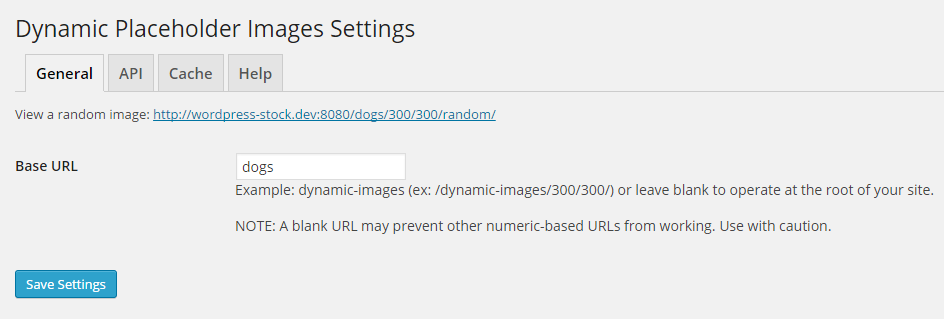 Dynamic Placeholder Images Settings
General API Cache Help
View a random image: http://wordpress-stock.dev:8080/dogs/300/300/random/
Base URL dogs
Example: dynamic-images (ex: /dynamic-images/300/300/) or leave blank to operate at the root of your site.
NOTE: A blank URL may prevent other numeric-based URLs from working. Use with caution.
Save Settings